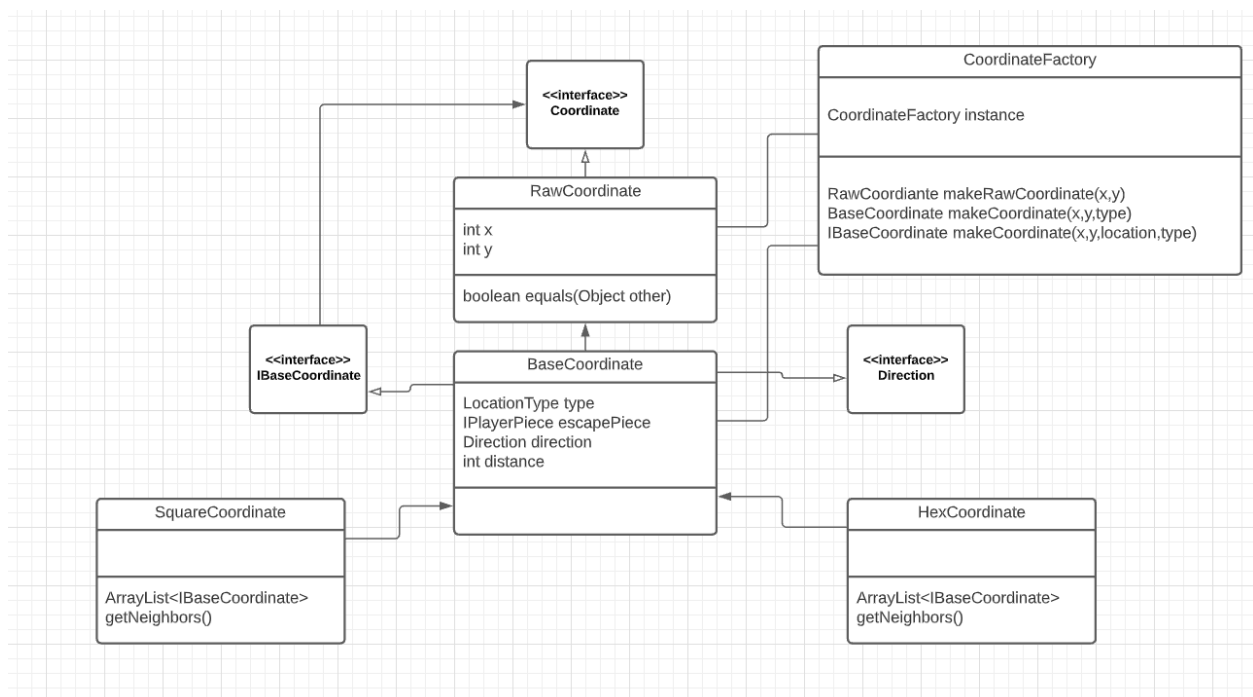 <<interface>>
Coordinate
CoordinateFactory
CoordinateFactory instance
RawCoordiante makeRawCoordinate(x,y)
BaseCoordinate makeCoordinate(x,y,type)
IBaseCoordinate makeCoordinate(x,y,location,type)
RawCoordinate
int x
int y
boolean equals(Object other)
<<interface>>
IBaseCoordinate
BaseCoordinate
LocationType type
IPlayerPiece escapePiece
Direction direction
int distance
<<interface>>
Direction
SquareCoordinate
ArrayList<IBaseCoordinate>
getNeighbors()
HexCoordinate
ArrayList<IBaseCoordinate>
getNeighbors()